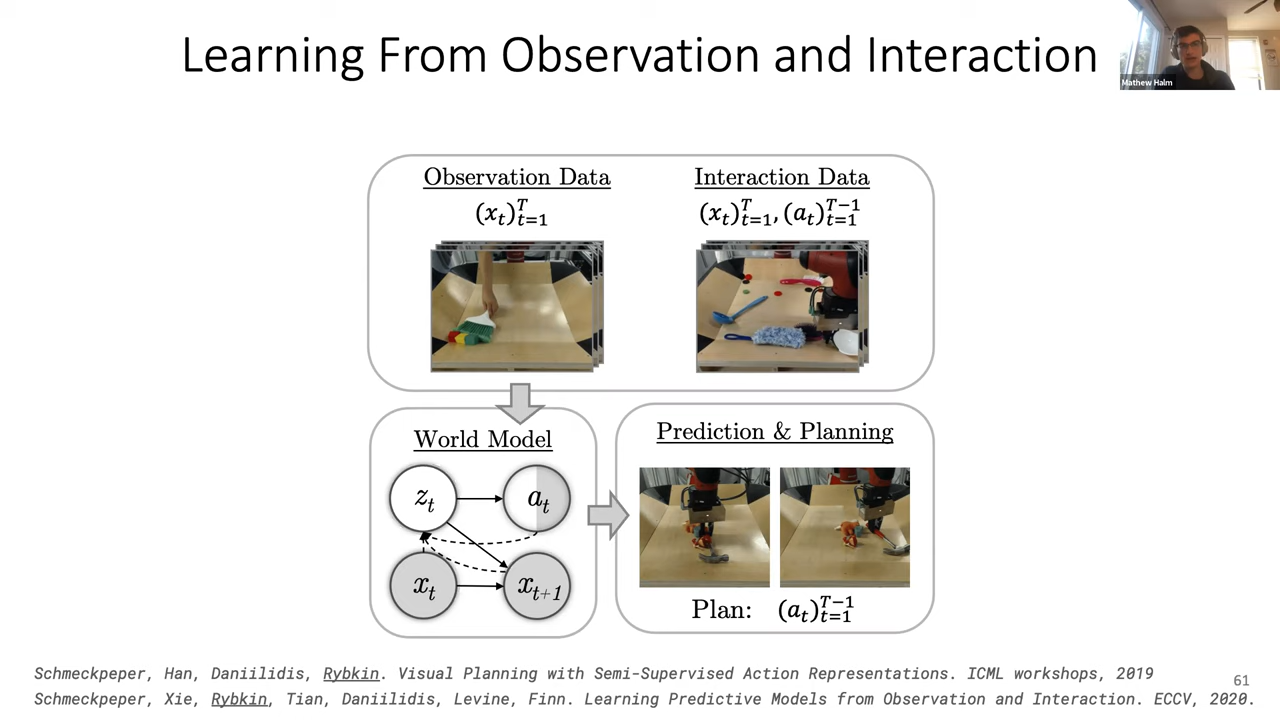 Learning From Observation and Interaction
Mathew Halm
Observation Data
Interaction Data
(x_t)_{t=1}^T
(x_t)_{t=1}^T, (a_t)_{t=1}^{T-1}
World Model
z_t
a_t
x_t
x_{t+1}
Prediction & Planning
Plan: (a_t)_{t=1}^{T-1}
Schmeckpeper, Han, Daniilidis, Rybkin. Visual Planning with Semi-Supervised Action Representations. ICML workshops, 2019
Schmeckpeper, Xie, Rybkin, Tian, Daniilidis, Levine, Finn. Learning Predictive Models from Observation and Interaction. ECCV, 2020.
61